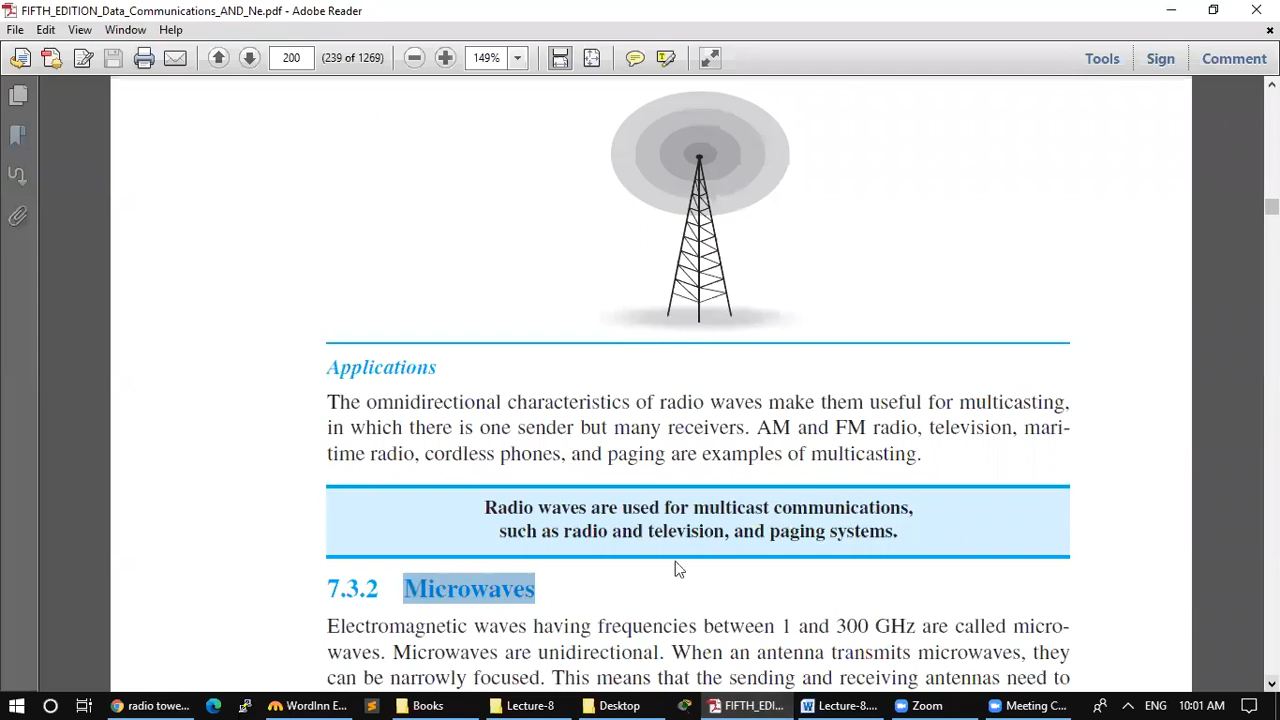 FIFTH_EDITION_Data_Communications_AND_Ne.pdf - Adobe Reader
File Edit View Window Help
200 (239 of 1269) 149% Tools Sign Comment
Applications
The omnidirectional characteristics of radio waves make them useful for multicasting,
in which there is one sender but many receivers. AM and FM radio, television, mari-
time radio, cordless phones, and paging are examples of multicasting.
Radio waves are used for multicast communications,
such as radio and television, and paging systems.
7.3.2 Microwaves
Electromagnetic waves having frequencies between 1 and 300 GHz are called micro-
waves. Microwaves are unidirectional. When an antenna transmits microwaves, they
can be narrowly focused. This means that the sending and receiving antennas need to
radio towe... WordInn E... Books Lecture-8 Desktop FIFTH_EDI... Lecture-8.... Zoom Meeting C... ENG 10:01 AM